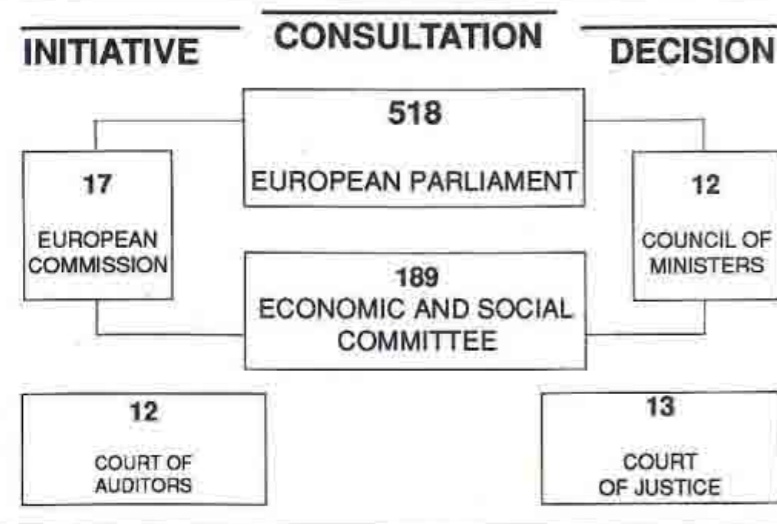 INITIATIVE
CONSULTATION
DECISION
518
EUROPEAN PARLIAMENT
17
EUROPEAN
COMMISSION
12
COUNCIL OF
MINISTERS
189
ECONOMIC AND SOCIAL
COMMITTEE
12
COURT OF
AUDITORS
13
COURT
OF JUSTICE